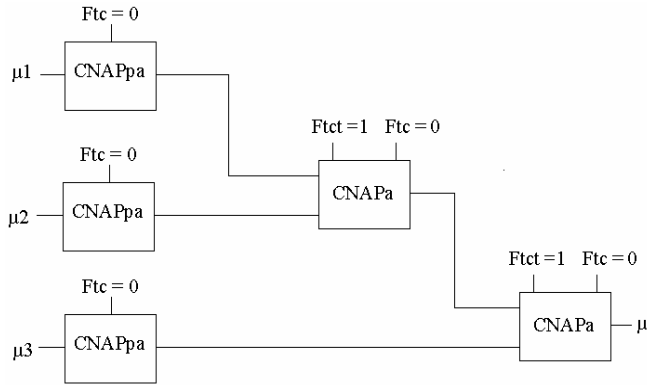 Ftc = 0
µ1
CNAPpa
Ftc = 0
µ2
CNAPpa
Ftct =1 Ftc = 0
CNAPa
Ftc = 0
µ3
CNAPpa
Ftct =1 Ftc = 0
CNAPa
µ